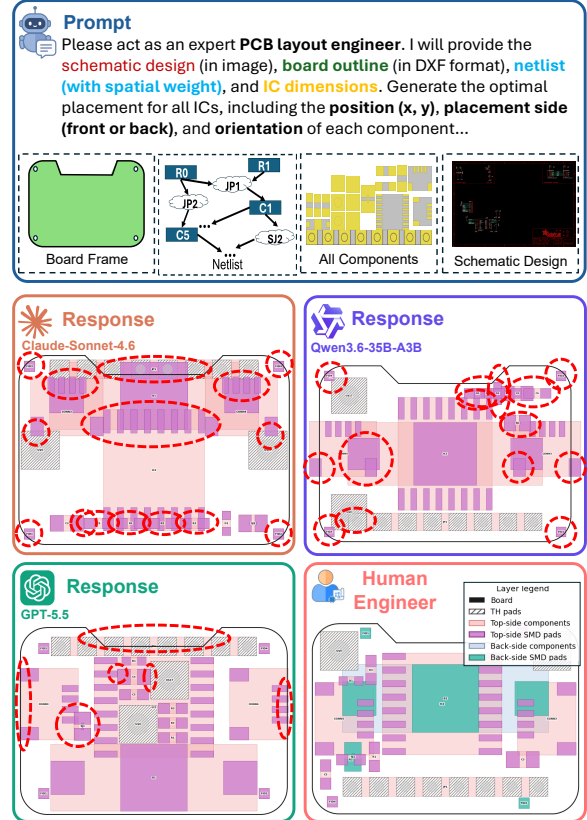 Prompt
Please act as an expert PCB layout engineer. I will provide the
schematic design (in image), board outline (in DXF format), netlist
(with spatial weight), and IC dimensions. Generate the optimal
placement for all ICs, including the position (x, y), placement side
(front or back), and orientation of each component...
R0
R1
JP1
JP2
C1
C5
...
SJ2
...
Board Frame
Netlist
All Components
Schematic Design
Response
Claude-Sonnet-4.6
Response
Qwen3.6-35B-A3B
Response
GPT-5.5
Human
Engineer
Layer legend
Board
TH pads
Top-side components
Top-side SMD pads
Back-side components
Back-side SMD pads